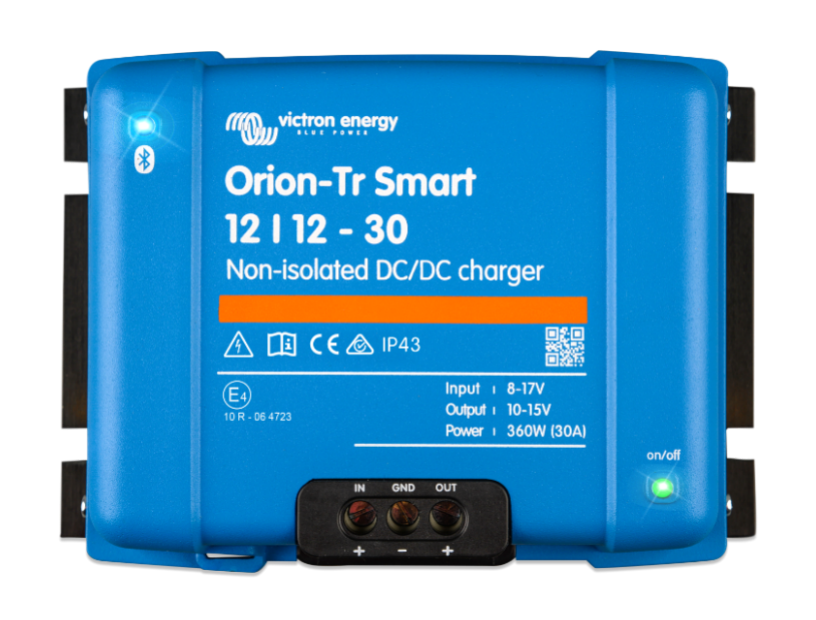 victron energy
BLUE POWER
Orion-Tr Smart
12 | 12 - 30
Non-isolated DC/DC charger
CE IP43
E4
10 R - 06 4723
Input | 8-17V
Output | 10-15V
Power | 360W (30A)
on/off
IN GND OUT
+ − +